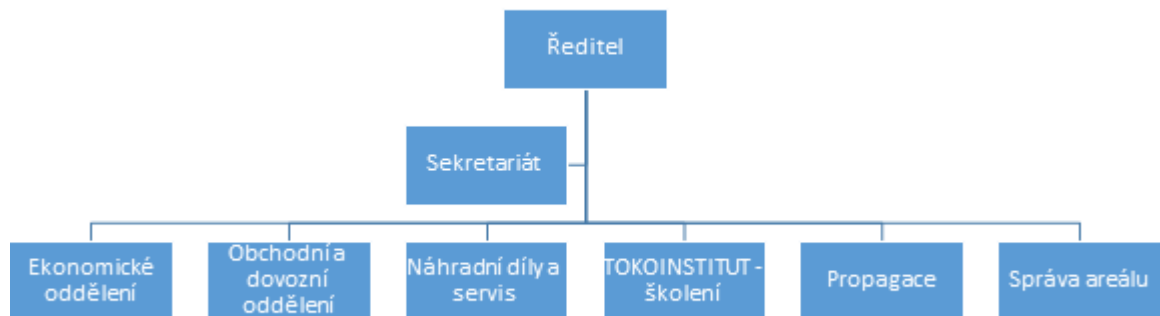 Ředitel
Sekretariát
Ekonomické
oddělení
Obchodní a
dovozní
oddělení
Náhradní díly a
servis
TOKOINSTITUT -
školení
Propagace
Správa areálu